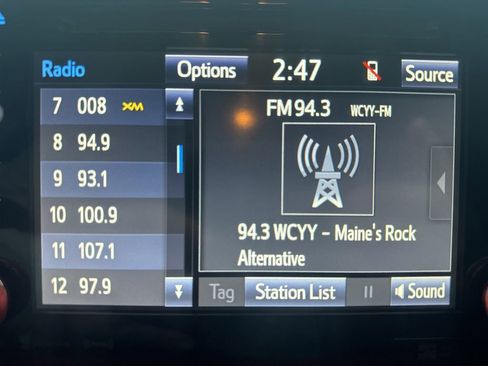 Radio
Options
2:47
Source
7 008 XM
8 94.9
9 93.1
10 100.9
11 107.1
12 97.9
FM 94.3 WCYY-FM
94.3 WCYY - Maine's Rock
Alternative
Tag
Station List
Sound